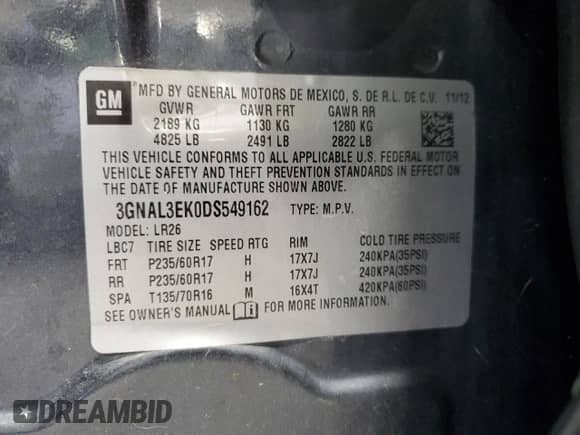 GM
MFD BY GENERAL MOTORS DE MEXICO, S. DE R.L. DE C.V. 11/12
GVWR GAWR FRT GAWR RR
2189 KG 1130 KG 1280 KG
4825 LB 2491 LB 2822 LB
THIS VEHICLE CONFORMS TO ALL APPLICABLE U.S. FEDERAL MOTOR
VEHICLE SAFETY AND THEFT PREVENTION STANDARDS IN EFFECT ON
THE DATE OF MANUFACTURE SHOWN ABOVE.
3GNAL3EK0DS549162 TYPE: M.P.V.
MODEL: LR26
LBC7 TIRE SIZE SPEED RTG RIM COLD TIRE PRESSURE
FRT P235/60R17 H 17X7J 240KPA(35PSI)
RR P235/60R17 H 17X7J 240KPA(35PSI)
SPA T135/70R16 M 16X4T 420KPA(60PSI)
SEE OWNER'S MANUAL FOR MORE INFORMATION.
DREAMBID